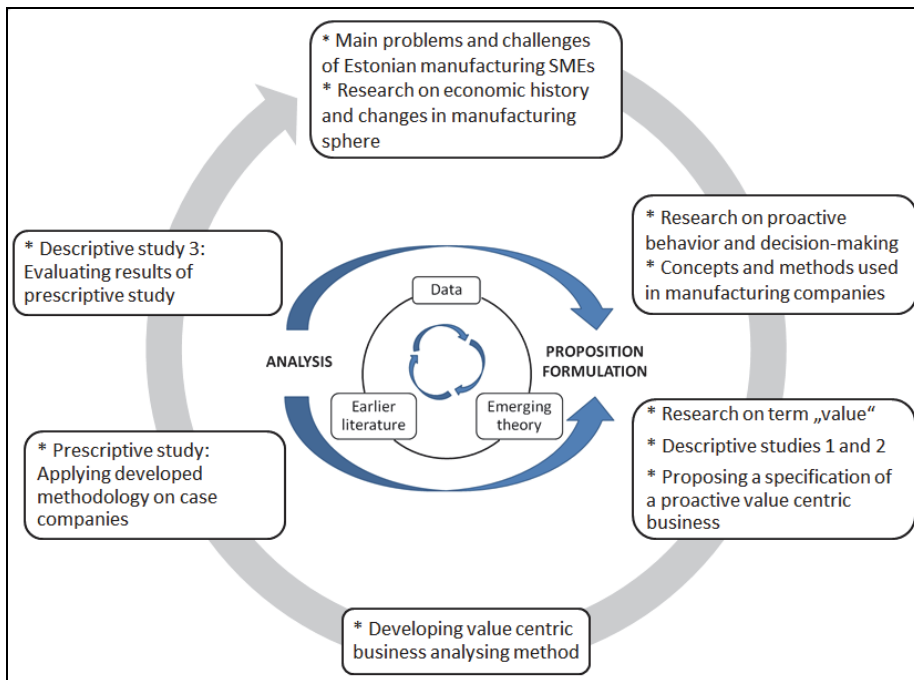 * Main problems and challenges
of Estonian manufacturing SMEs
* Research on economic history
and changes in manufacturing
sphere
* Research on proactive
behavior and decision-making
* Concepts and methods used
in manufacturing companies
* Research on term „value“
* Descriptive studies 1 and 2
* Proposing a specification of
a proactive value centric
business
* Developing value centric
business analysing method
* Prescriptive study:
Applying developed
methodology on case
companies
* Descriptive study 3:
Evaluating results of
prescriptive study
ANALYSIS
Data
Earlier
literature
Emerging
theory
PROPOSITION
FORMULATION